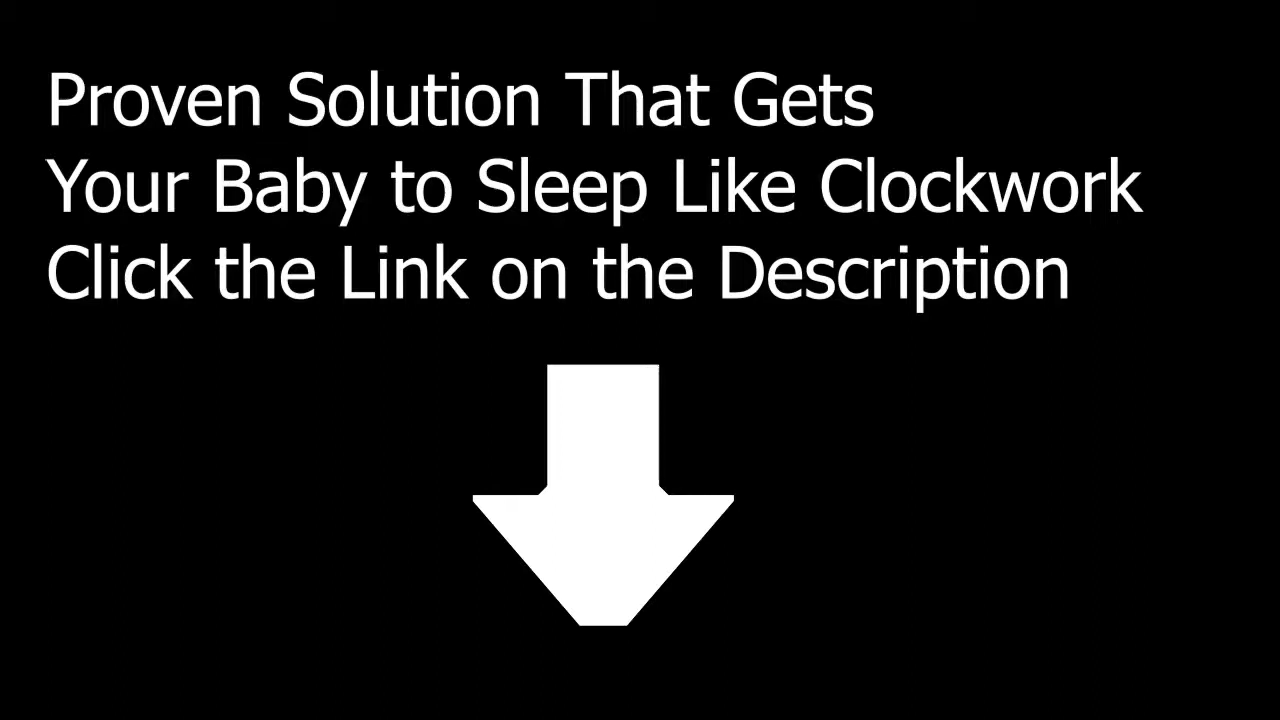 Proven Solution That Gets
Your Baby to Sleep Like Clockwork
Click the Link on the Description